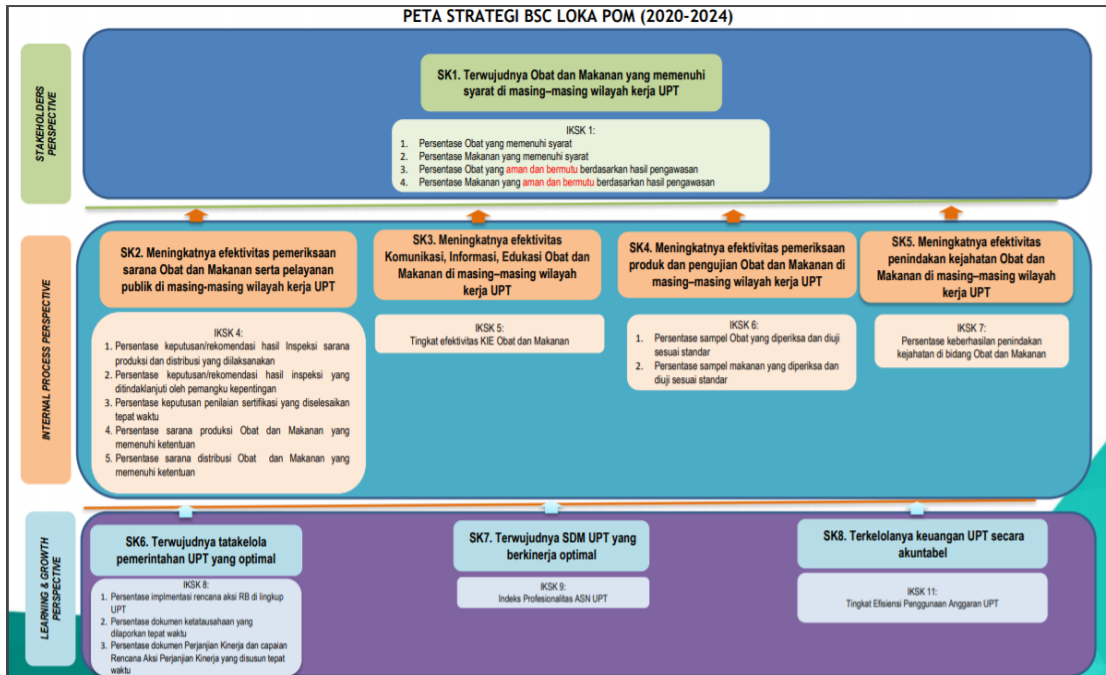 PETA STRATEGI BSC LOKA POM (2020-2024)
STAKEHOLDERS
PERSPECTIVE
SK1. Terwujudnya Obat dan Makanan yang memenuhi
syarat di masing–masing wilayah kerja UPT
IKSK 1:
1. Persentase Obat yang memenuhi syarat
2. Persentase Makanan yang memenuhi syarat
3. Persentase Obat yang aman dan bermutu berdasarkan hasil pengawasan
4. Persentase Makanan yang aman dan bermutu berdasarkan hasil pengawasan
INTERNAL PROCESS PERSPECTIVE
SK2. Meningkatnya efektivitas pemeriksaan
sarana Obat dan Makanan serta pelayanan
publik di masing-masing wilayah kerja UPT
IKSK 4:
1. Persentase keputusan/rekomendasi hasil Inspeksi sarana
produksi dan distribusi yang dilaksanakan
2. Persentase keputusan/rekomendasi hasil inspeksi yang
ditindaklanjuti oleh pemangku kepentingan
3. Persentase keputusan penilaian sertifikasi yang diselesaikan
tepat waktu
4. Persentase sarana produksi Obat dan Makanan yang
memenuhi ketentuan
5. Persentase sarana distribusi Obat dan Makanan yang
memenuhi ketentuan
SK3. Meningkatnya efektivitas
Komunikasi, Informasi, Edukasi Obat dan
Makanan di masing–masing wilayah
kerja UPT
IKSK 5:
Tingkat efektivitas KIE Obat dan Makanan
SK4. Meningkatnya efektivitas pemeriksaan
produk dan pengujian Obat dan Makanan di
masing–masing wilayah kerja UPT
IKSK 6:
1. Persentase sampel Obat yang diperiksa dan diuji
sesuai standar
2. Persentase sampel makanan yang diperiksa dan
diuji sesuai standar
SK5. Meningkatnya efektivitas
penindakan kejahatan Obat dan
Makanan di masing–masing wilayah
kerja UPT
IKSK 7:
Persentase keberhasilan penindakan
kejahatan di bidang Obat dan Makanan
LEARNING & GROWTH
PERSPECTIVE
SK6. Terwujudnya tatakelola
pemerintahan UPT yang optimal
IKSK 8:
1. Persentase implmentasi rencana aksi RB di lingkup
UPT
2. Persentase dokumen ketatausahaan yang
dilaporkan tepat waktu
3. Persentase dokumen Perjanjian Kinerja dan capaian
Rencana Aksi Perjanjian Kinerja yang disusun tepat
waktu
SK7. Terwujudnya SDM UPT yang
berkinerja optimal
IKSK 9:
Indeks Profesionalitas ASN UPT
SK8. Terkelolanya keuangan UPT secara
akuntabel
IKSK 11:
Tingkat Efisiensi Penggunaan Anggaran UPT